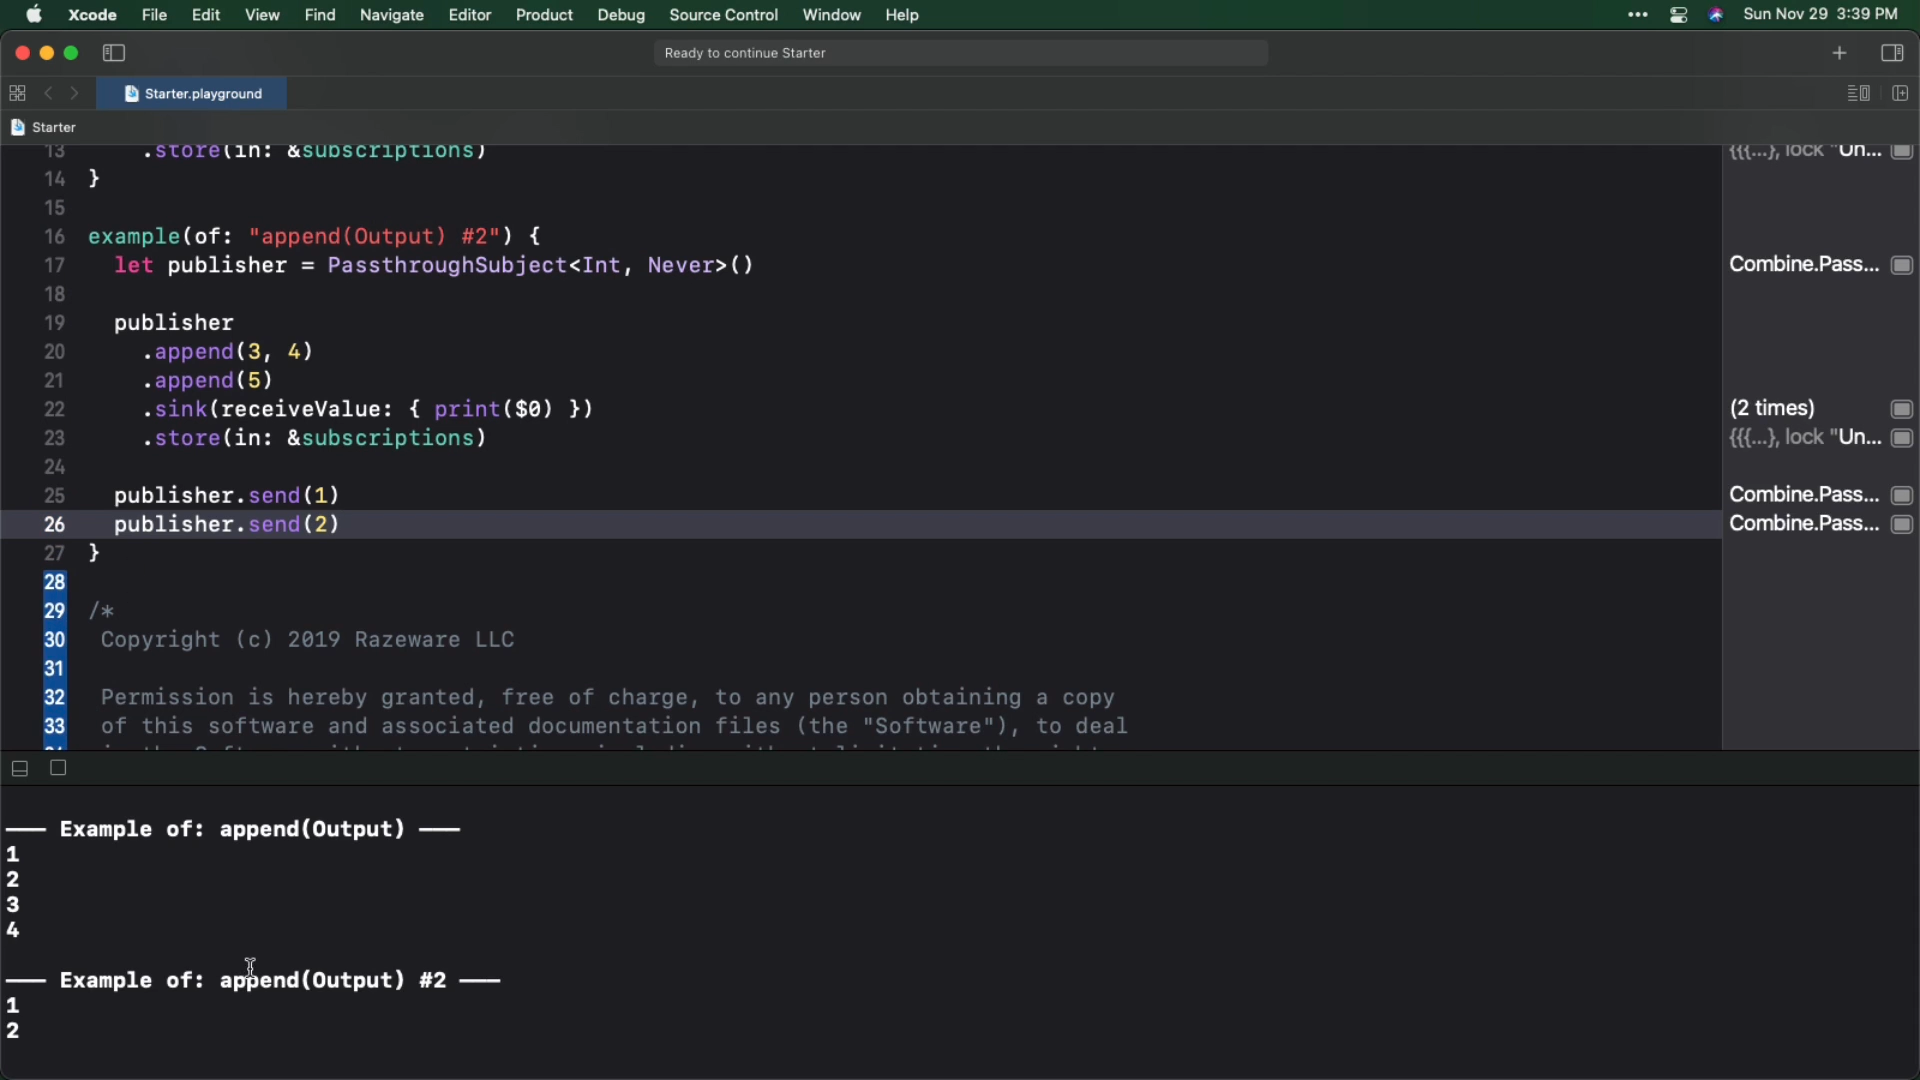 Xcode File Edit View Find Navigate Editor Product Debug Source Control Window Help ••• Sun Nov 29 3:39 PM
Ready to continue Starter
Starter.playground
Starter
13 .store(in: &subscriptions) {{{...}, lock "Un...
14 }
15
16 example(of: "append(Output) #2") {
17 let publisher = PassthroughSubject<Int, Never>() Combine.Pass...
18
19 publisher
20 .append(3, 4)
21 .append(5)
22 .sink(receiveValue: { print($0) }) (2 times)
23 .store(in: &subscriptions) {{{...}, lock "Un...
24
25 publisher.send(1) Combine.Pass...
26 publisher.send(2) Combine.Pass...
27 }
28
29 /*
30 Copyright (c) 2019 Razeware LLC
31
32 Permission is hereby granted, free of charge, to any person obtaining a copy
33 of this software and associated documentation files (the "Software"), to deal
—— Example of: append(Output) ——
1
2
3
4
—— Example of: append(Output) #2 ——
1
2